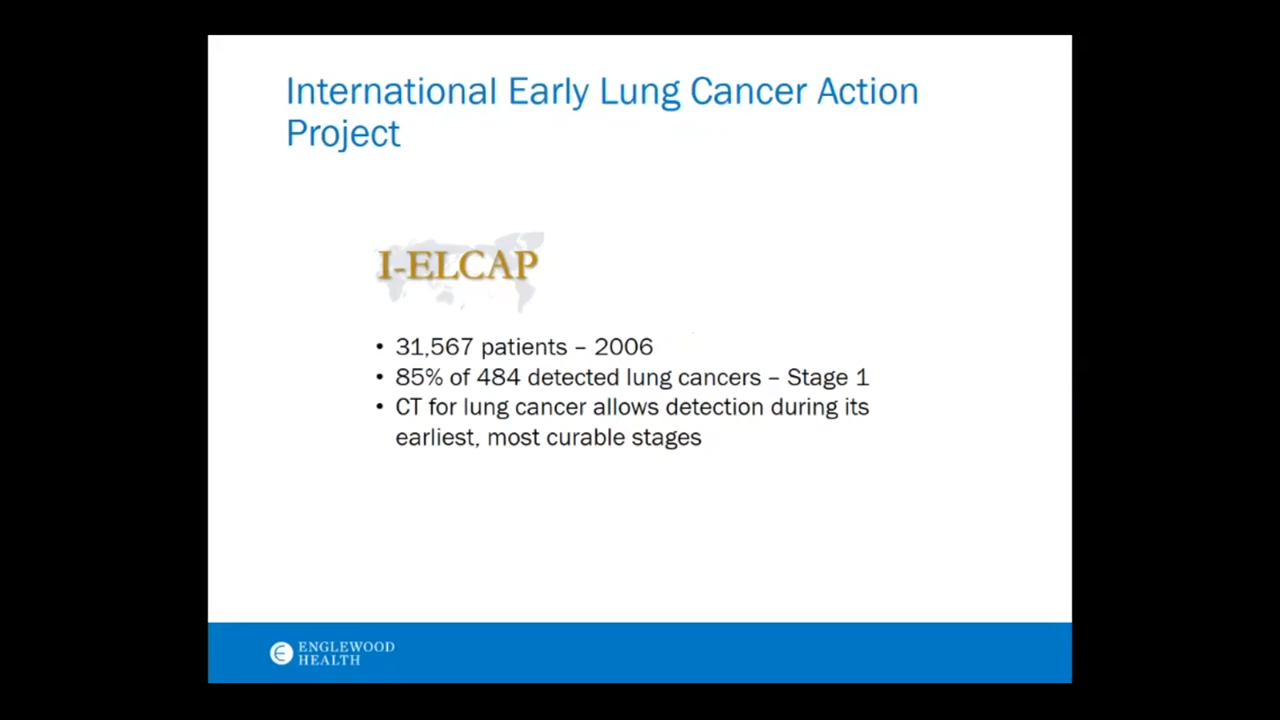 International Early Lung Cancer Action
Project
I-ELCAP
• 31,567 patients – 2006
• 85% of 484 detected lung cancers – Stage 1
• CT for lung cancer allows detection during its
earliest, most curable stages
ENGLEWOOD
HEALTH